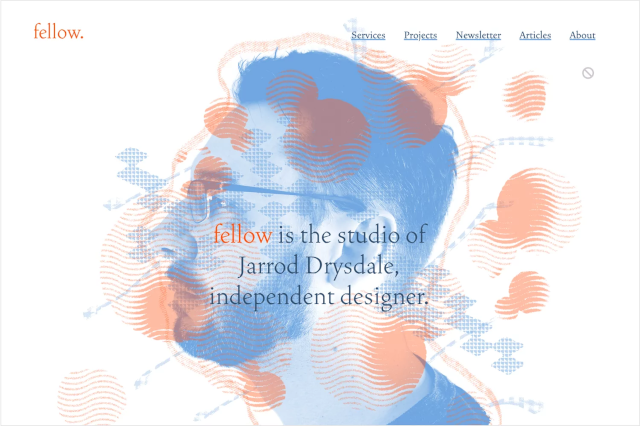 fellow.
Services Projects Newsletter Articles About
fellow is the studio of
Jarrod Drysdale,
independent designer.